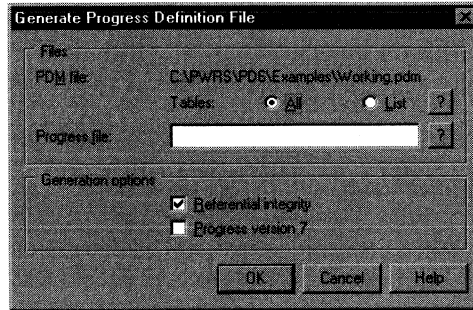 Generate Progress Definition File
Files
PDM file: C:\PWRS\PD6\Examples\Working.pdm
Tables: All List ?
Progress file: ?
Generation options
Referential integrity
Progress version 7
OK Cancel Help